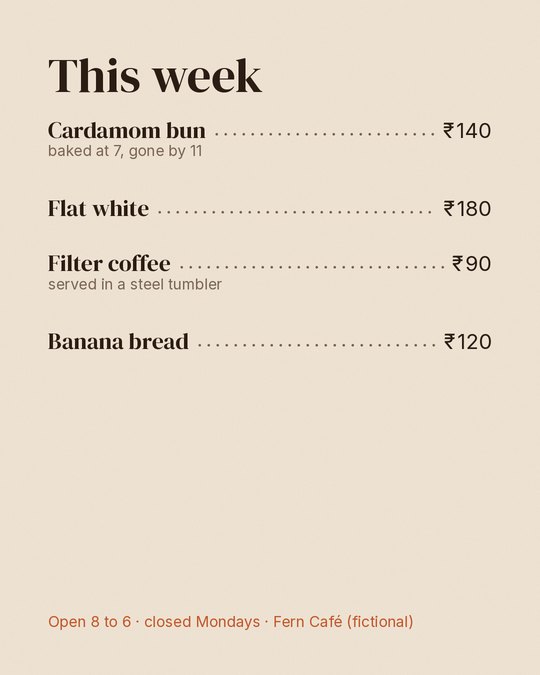 This week
Cardamom bun ₹140
baked at 7, gone by 11
Flat white ₹180
Filter coffee ₹90
served in a steel tumbler
Banana bread ₹120
Open 8 to 6 · closed Mondays · Fern Café (fictional)